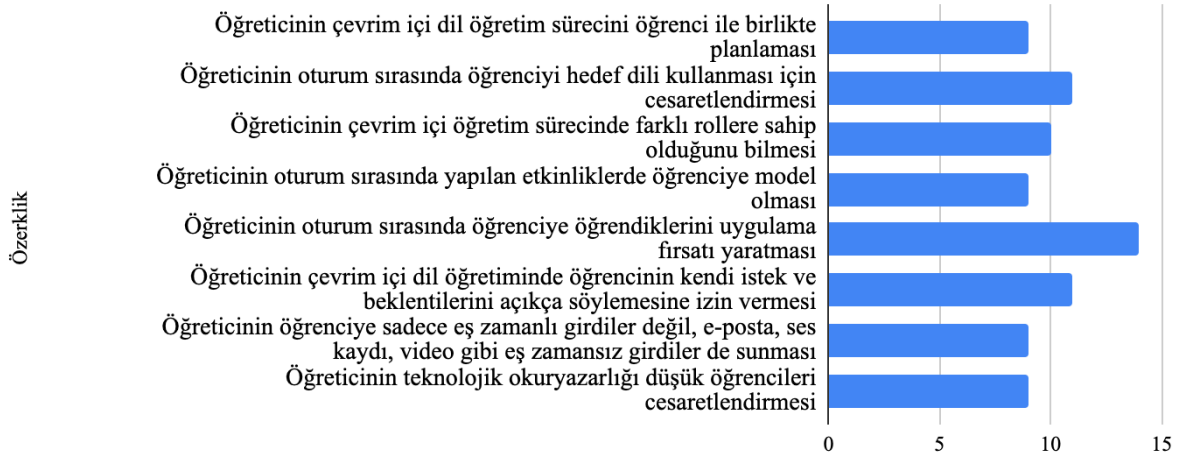 Öğreticinin çevrim içi dil öğretim sürecini öğrenci ile birlikte
planlaması
Öğreticinin oturum sırasında öğrenciyi hedef dili kullanması için
cesaretlendirmesi
Öğreticinin çevrim içi öğretim sürecinde farklı rollere sahip
olduğunu bilmesi
Öğreticinin oturum sırasında yapılan etkinliklerde öğrenciye model
olması
Öğreticinin oturum sırasında öğrenciye öğrendiklerini uygulama
fırsatı yaratması
Öğreticinin çevrim içi dil öğretiminde öğrencinin kendi istek ve
beklentilerini açıkça söylemesine izin vermesi
Öğreticinin öğrenciye sadece eş zamanlı girdiler değil, e-posta, ses
kaydı, video gibi eş zamansız girdiler de sunması
Öğreticinin teknolojik okuryazarlığı düşük öğrencileri
cesaretlendirmesi
Özerklik
0 5 10 15